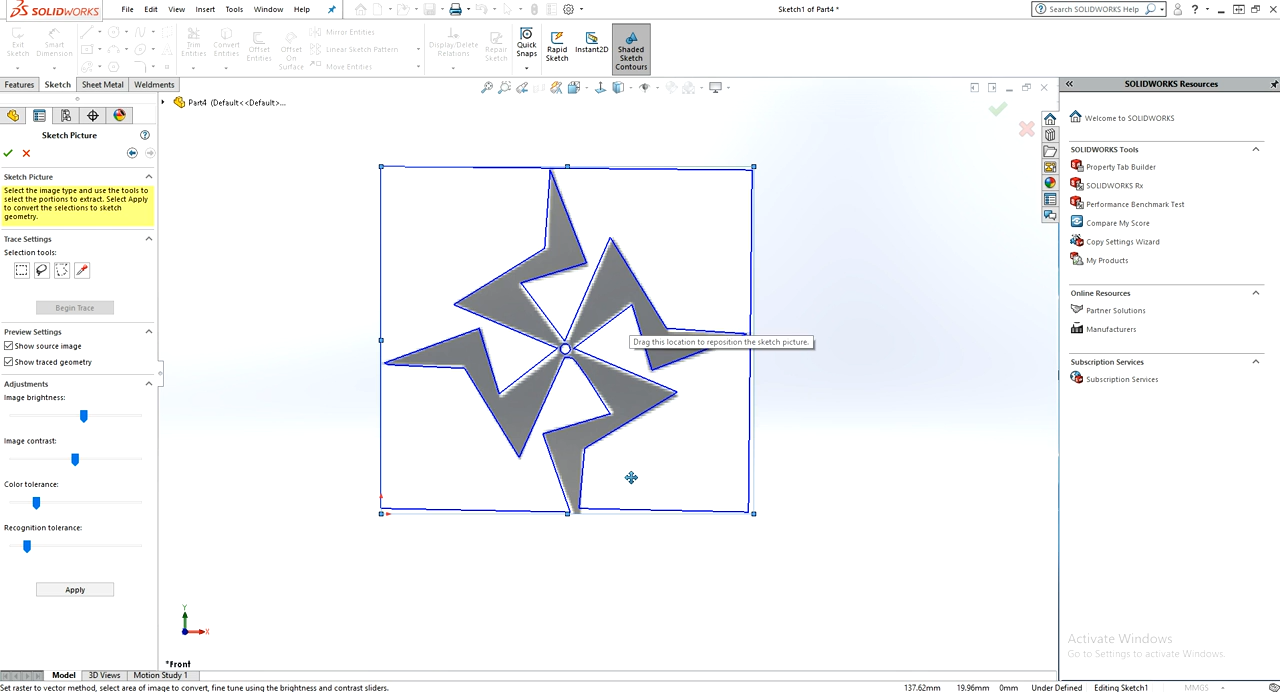 SOLIDWORKS File Edit View Insert Tools Window Help Sketch1 of Part4 * Search SOLIDWORKS Help
Exit Sketch
Smart Dimension
Trim Entities
Convert Entities
Offset Entities
Offset On Surface
Mirror Entities
Linear Sketch Pattern
Move Entities
Display/Delete Relations
Repair Sketch
Quick Snaps
Rapid Sketch
Instant2D
Shaded Sketch Contours
Features Sketch Sheet Metal Weldments
Part4 (Default<<Default>...
Sketch Picture
Sketch Picture
Select the image type and use the tools to
select the portions to extract. Select Apply
to convert the selections to sketch
geometry.
Trace Settings
Selection tools:
Begin Trace
Preview Settings
Show source image
Show traced geometry
Adjustments
Image brightness:
Image contrast:
Color tolerance:
Recognition tolerance:
Apply
Drag this location to reposition the sketch picture.
Y
X
*Front
SOLIDWORKS Resources
Welcome to SOLIDWORKS
SOLIDWORKS Tools
Property Tab Builder
SOLIDWORKS Rx
Performance Benchmark Test
Compare My Score
Copy Settings Wizard
My Products
Online Resources
Partner Solutions
Manufacturers
Subscription Services
Subscription Services
Activate Windows
Go to Settings to activate Windows.
Model 3D Views Motion Study 1
Set raster to vector method, select area of image to convert, fine tune using the brightness and contrast sliders. 137.62mm 19.96mm 0mm Under Defined Editing Sketch1 MMGS